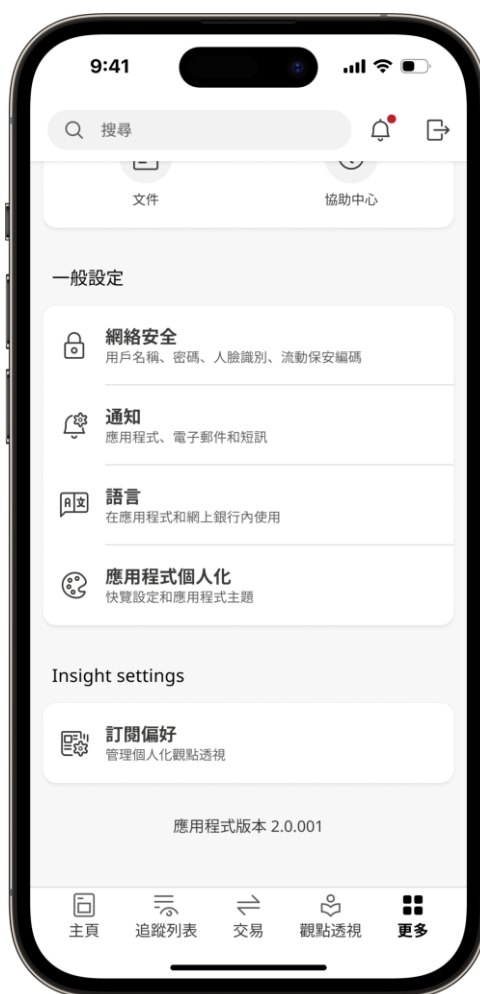 9:41
搜尋
文件
協助中心
一般設定
網絡安全
用戶名稱、密碼、人臉識別、流動保安編碼
通知
應用程式、電子郵件和短訊
語言
在應用程式和網上銀行內使用
應用程式個人化
快覽設定和應用程式主題
Insight settings
訂閱偏好
管理個人化觀點透視
應用程式版本 2.0.001
主頁
追蹤列表
交易
觀點透視
更多